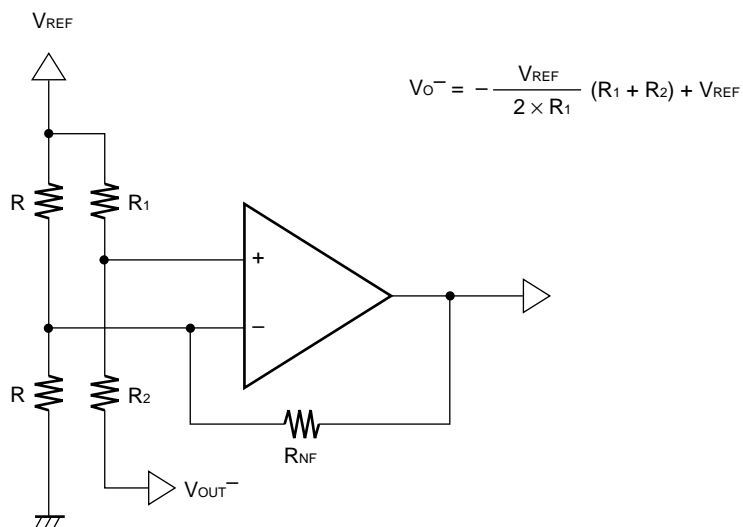 VREF
VO⁻ = − VREF / 2 × R1 (R1 + R2) + VREF
R
R1
+
−
R
R2
RNF
VOUT⁻